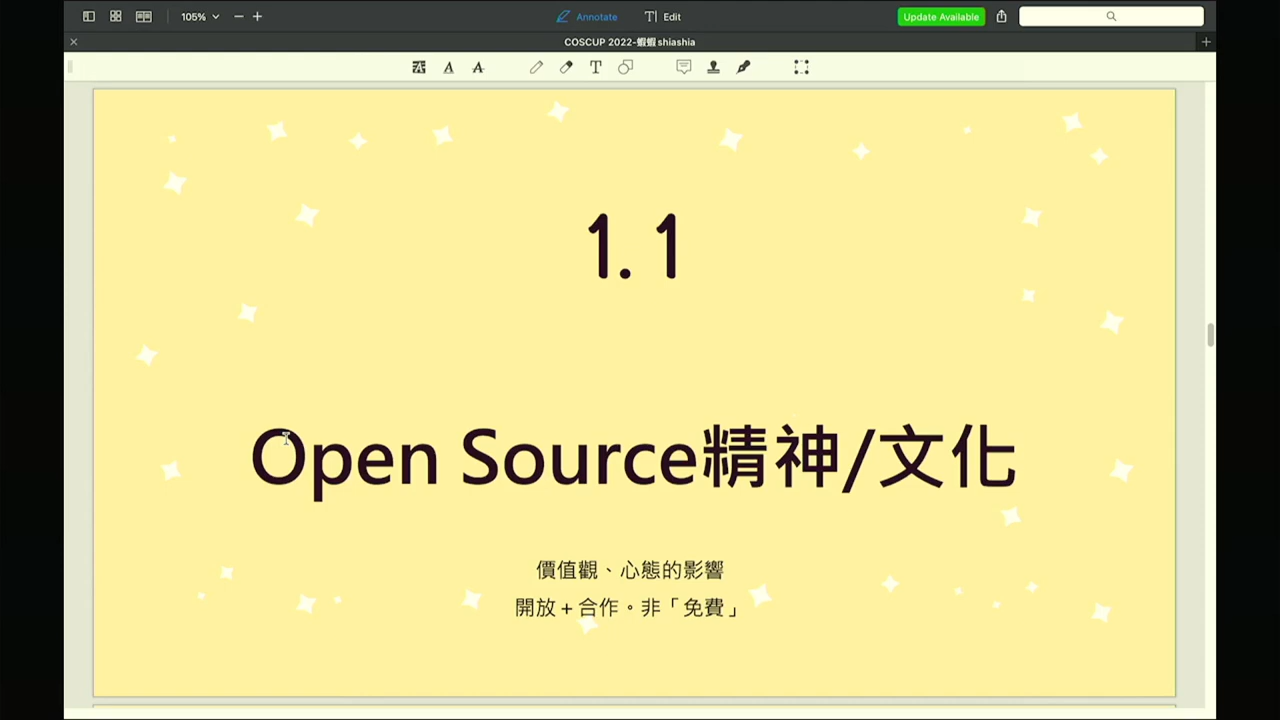 105%
Annotate
T Edit
Update Available
COSCUP 2022-蝦蝦 shiashia
1.1
Open Source精神/文化
價值觀、心態的影響
開放+合作。非「免費」